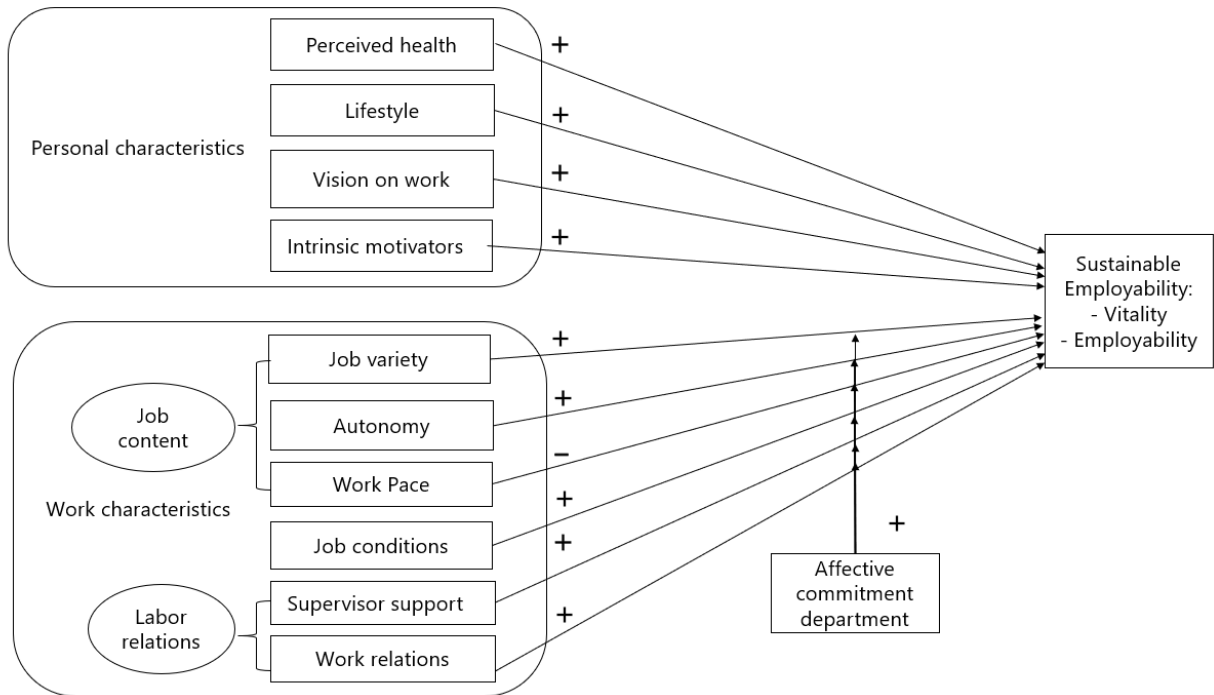 Perceived health
+
Lifestyle
+
Personal characteristics
Vision on work
+
Intrinsic motivators
+
Sustainable
Employability:
- Vitality
- Employability
Job variety
+
Job
content
Autonomy
+
Work Pace
–
Work characteristics
+
Job conditions
+
Supervisor support
+
Labor
relations
Work relations
+
Affective
commitment
department